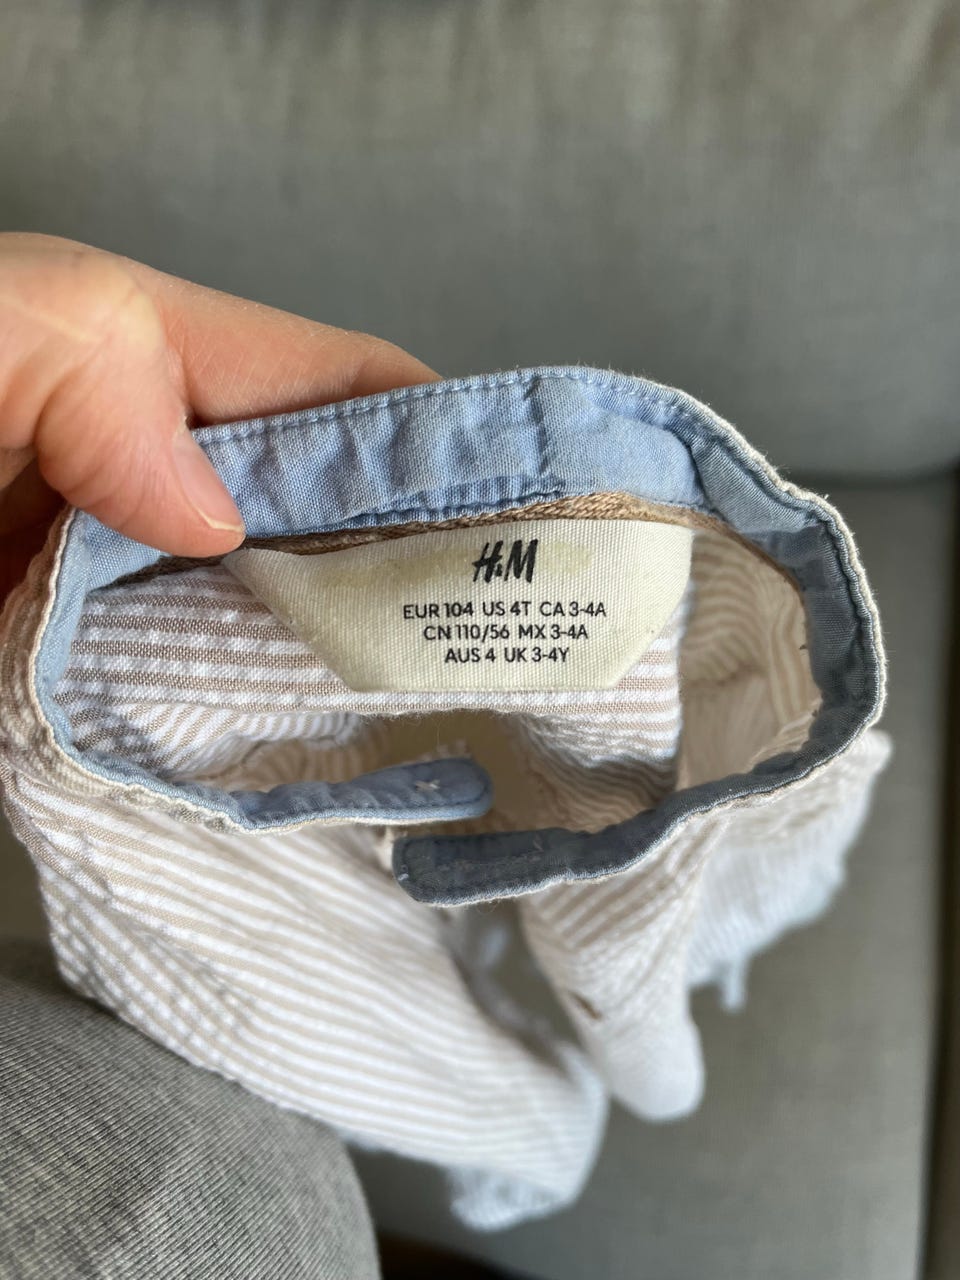 H&M
EUR 104 US 4T CA 3-4A
CN 110/56 MX 3-4A
AUS 4 UK 3-4Y